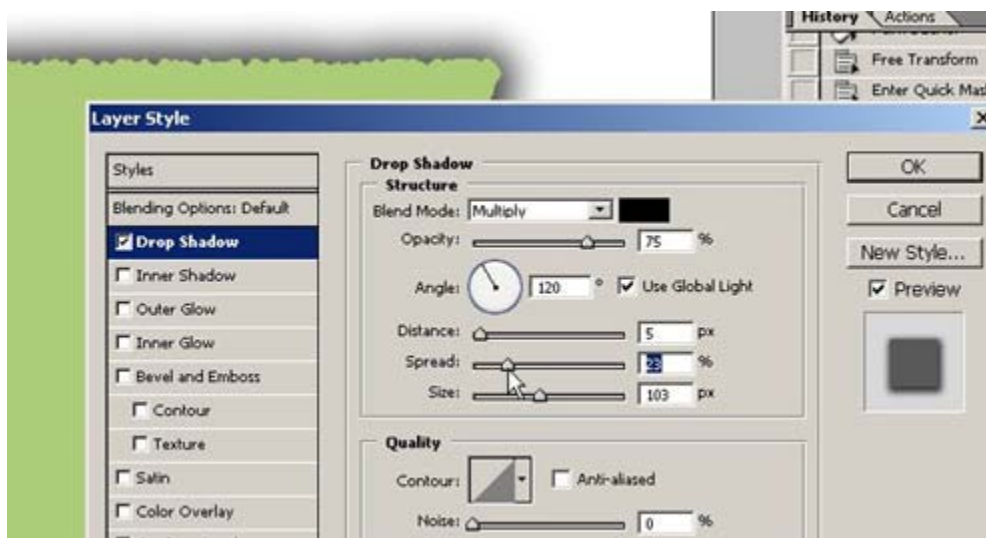 History Actions
Free Transform
Enter Quick Mas
Layer Style
Styles
Blending Options: Default
Drop Shadow
Inner Shadow
Outer Glow
Inner Glow
Bevel and Emboss
Contour
Texture
Satin
Color Overlay
Drop Shadow
Structure
Blend Mode: Multiply
Opacity: 75 %
Angle: 120 ° Use Global Light
Distance: 5 px
Spread: 23 %
Size: 103 px
Quality
Contour: Anti-aliased
Noise: 0 %
OK
Cancel
New Style...
Preview